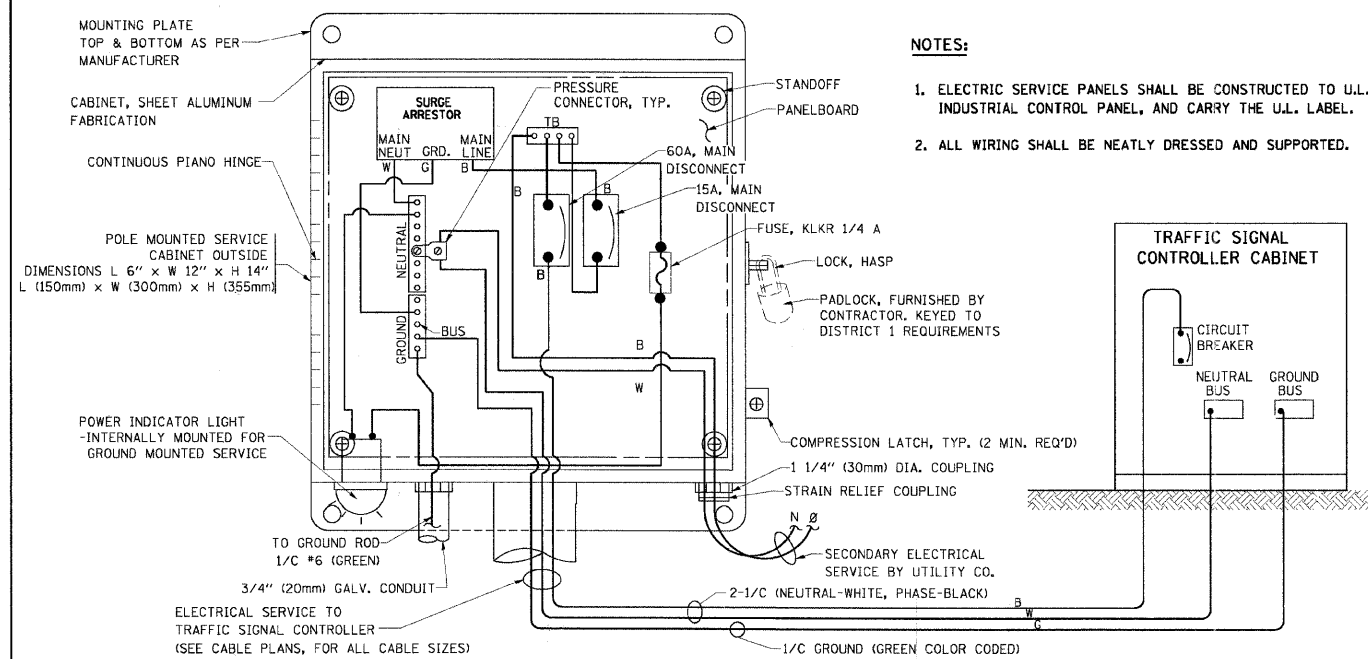 MOUNTING PLATE
TOP & BOTTOM AS PER
MANUFACTURER
CABINET, SHEET ALUMINUM
FABRICATION
CONTINUOUS PIANO HINGE
POLE MOUNTED SERVICE
CABINET OUTSIDE
DIMENSIONS L 6" x W 12" x H 14"
L (150mm) x W (300mm) x H (355mm)
POWER INDICATOR LIGHT
-INTERNALLY MOUNTED FOR
GROUND MOUNTED SERVICE
SURGE
ARRESTOR
MAIN
NEUT
GRD.
MAIN
LINE
W
G
B
PRESSURE
CONNECTOR, TYP.
TB
STANDOFF
PANELBOARD
60A, MAIN
DISCONNECT
15A, MAIN
DISCONNECT
B
B
B
FUSE, KLKR 1/4 A
NEUTRAL
GROUND
BUS
B
W
LOCK, HASP
PADLOCK, FURNISHED BY
CONTRACTOR. KEYED TO
DISTRICT 1 REQUIREMENTS
COMPRESSION LATCH, TYP. (2 MIN. REQ'D)
1 1/4" (30mm) DIA. COUPLING
STRAIN RELIEF COUPLING
N Ø
SECONDARY ELECTRICAL
SERVICE BY UTILITY CO.
TO GROUND ROD
1/C #6 (GREEN)
3/4" (20mm) GALV. CONDUIT
ELECTRICAL SERVICE TO
TRAFFIC SIGNAL CONTROLLER
(SEE CABLE PLANS, FOR ALL CABLE SIZES)
2-1/C (NEUTRAL-WHITE, PHASE-BLACK)
1/C GROUND (GREEN COLOR CODED)
B
W
G
NOTES:
1. ELECTRIC SERVICE PANELS SHALL BE CONSTRUCTED TO U.L.
INDUSTRIAL CONTROL PANEL, AND CARRY THE U.L. LABEL.
2. ALL WIRING SHALL BE NEATLY DRESSED AND SUPPORTED.
TRAFFIC SIGNAL
CONTROLLER CABINET
CIRCUIT
BREAKER
NEUTRAL
BUS
GROUND
BUS